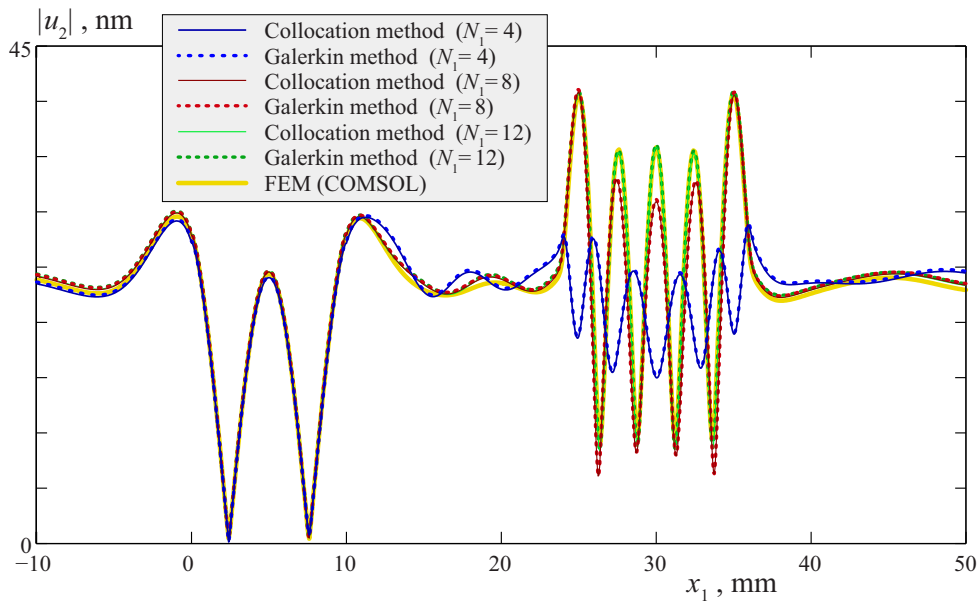 |u₂| , nm
45
Collocation method (N₁= 4)
Galerkin method (N₁= 4)
Collocation method (N₁= 8)
Galerkin method (N₁= 8)
Collocation method (N₁= 12)
Galerkin method (N₁= 12)
FEM (COMSOL)
0
−10 0 10 20 30 40 50
x₁ , mm